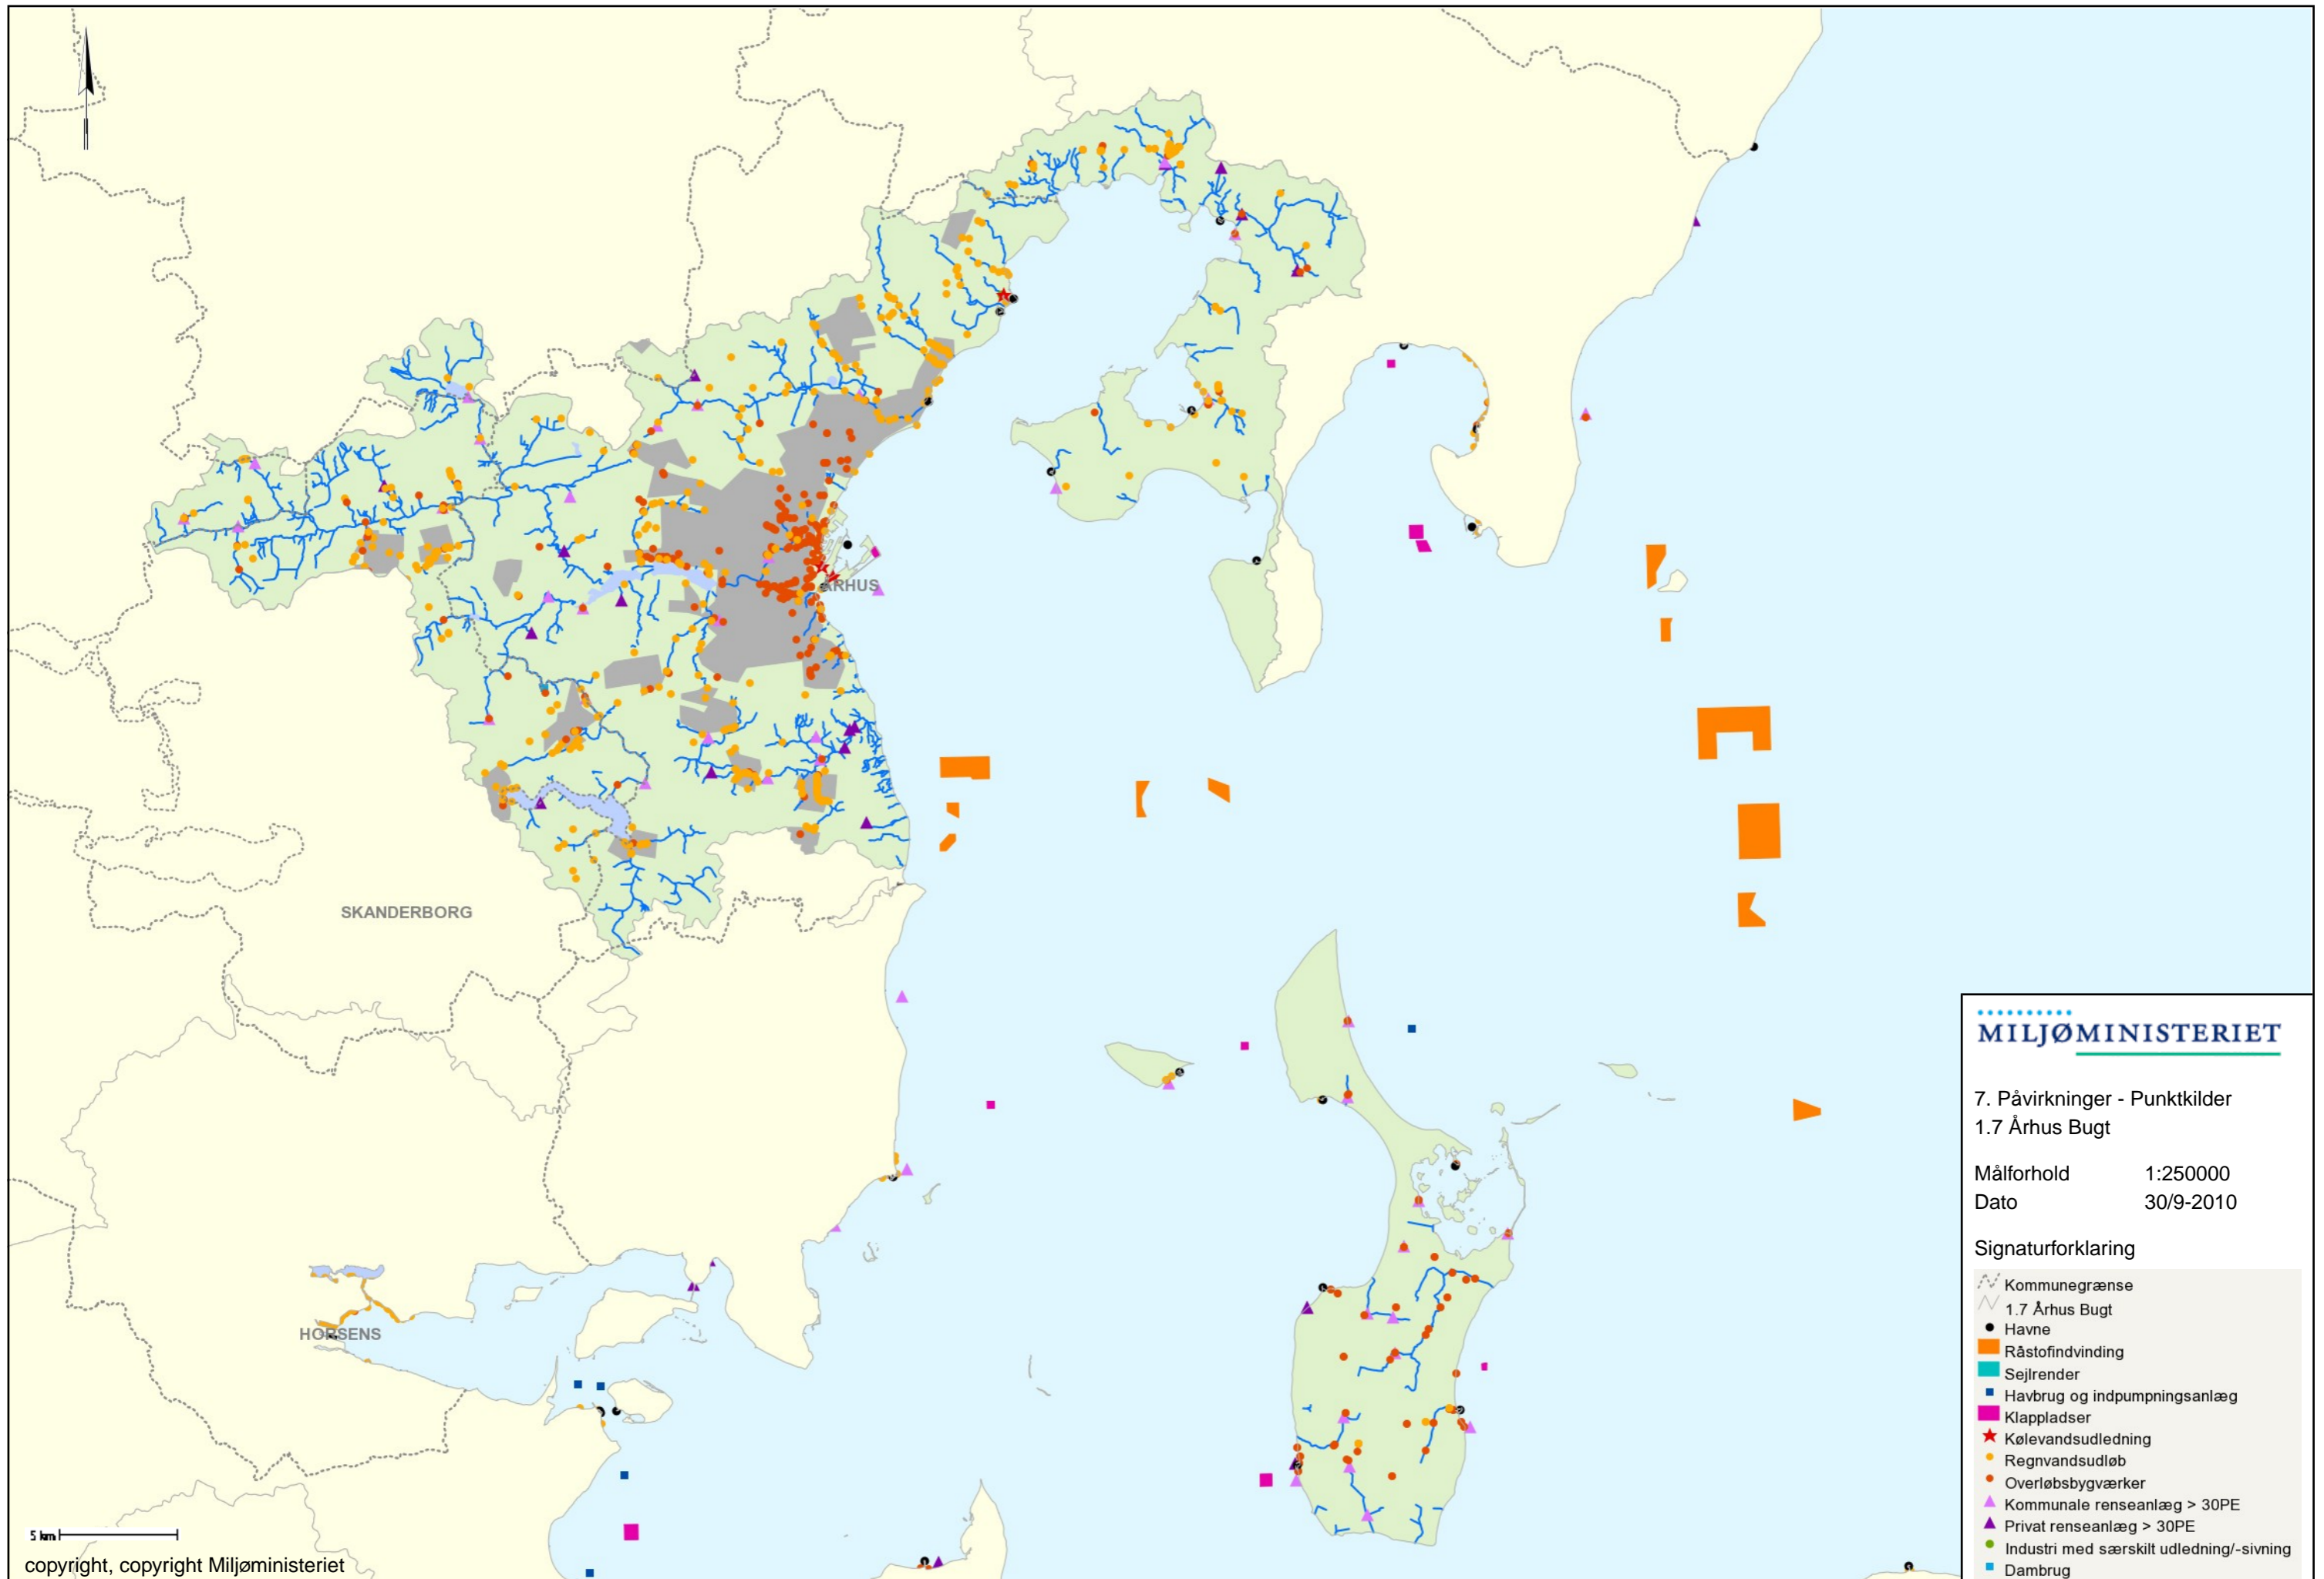 ÅRHUS
SKANDERBORG
HORSENS
MILJØMINISTERIET
7. Påvirkninger - Punktkilder
1.7 Århus Bugt
Målforhold 1:250000
Dato 30/9-2010
Signaturforklaring
Kommunegrænse
1.7 Århus Bugt
Havne
Råstofindvinding
Sejlrender
Havbrug og indpumpningsanlæg
Klappladser
Kølevandsudledning
Regnvandsudløb
Overløbsbygværker
Kommunale renseanlæg > 30PE
Privat renseanlæg > 30PE
Industri med særskilt udledning/-sivning
Dambrug
5 km
copyright, copyright Miljøministeriet